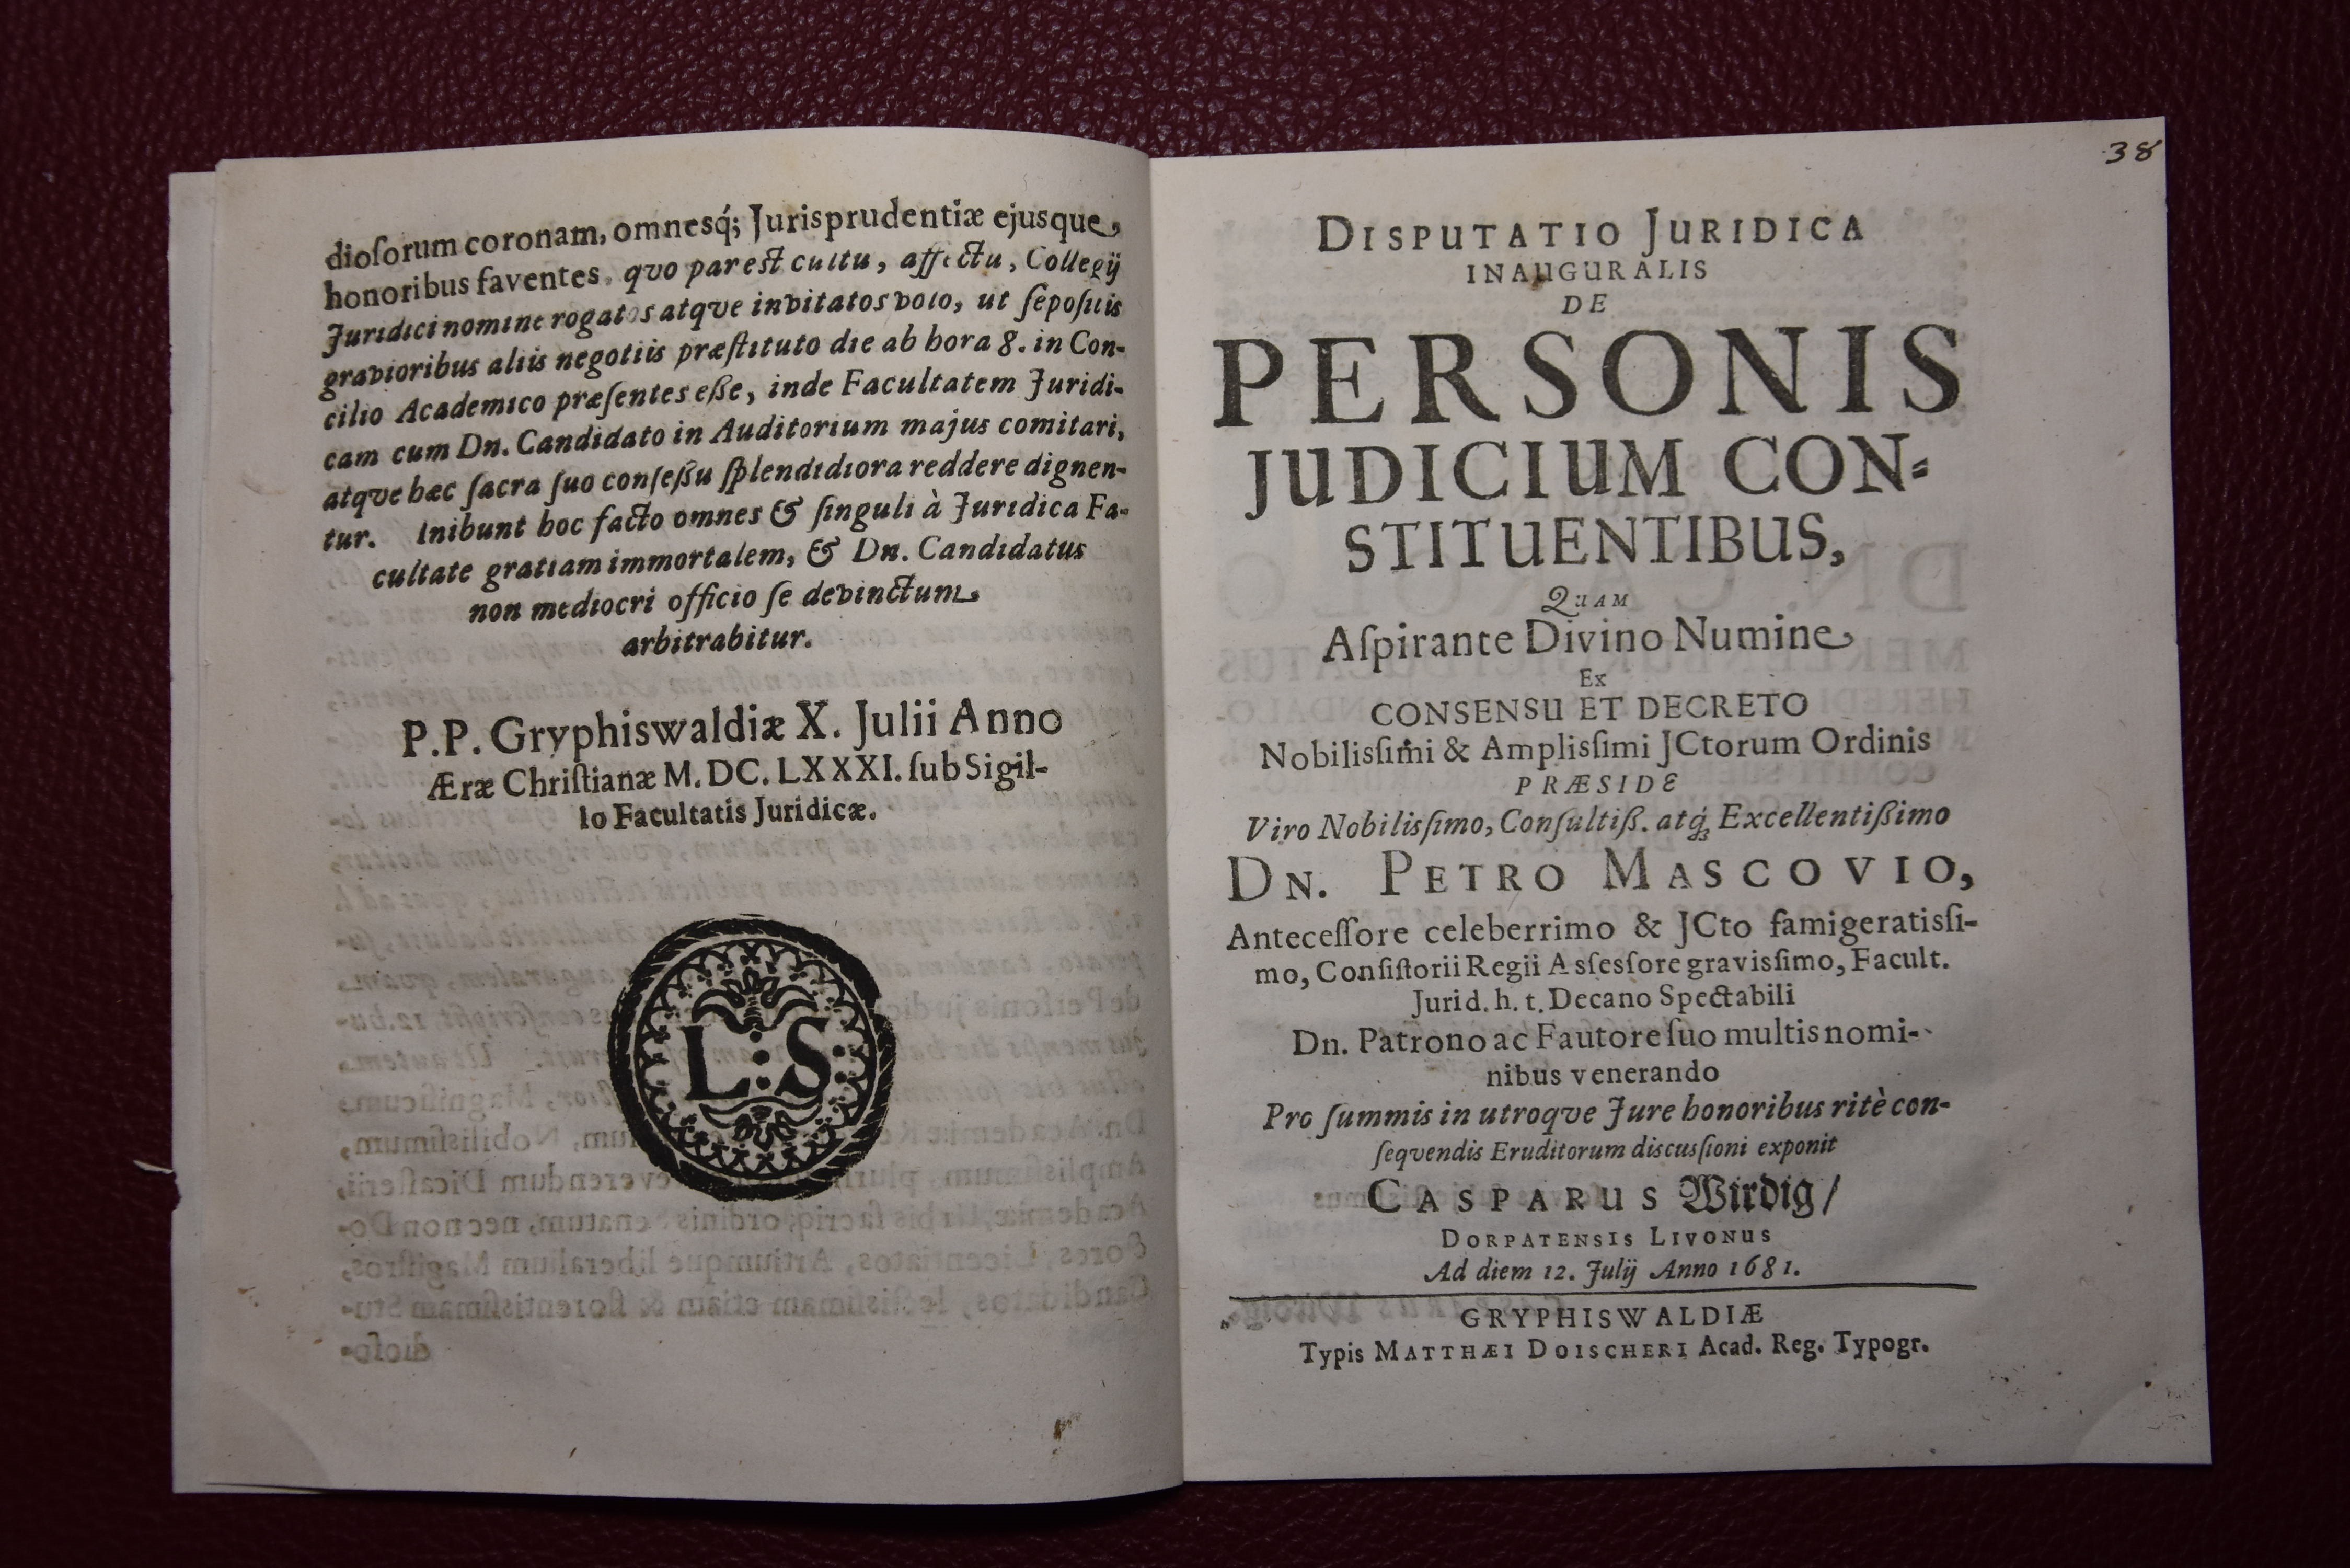 dioſorum coronam, omnesq́; Jurisprudentiæ ejusque
honoribus faventes, qvo par est cultu, affectu, Collegij
Juridici nomine rogatos atqve invitatos volo, ut ſepoſitis
gravioribus aliis negotiis præſtituto die ab hora 8. in Con-
cilio Academico præſentes eſſe, inde Facultatem Juridi-
cam cum Dn. Candidato in Auditorium majus comitari,
atqve hæc ſacra ſuo conſeßu ſplendidiora reddere dignen-
tur. Inibunt hoc facto omnes & ſinguli à Juridica Fa-
cultate gratiam immortalem, & Dn. Candidatus
non mediocri officio ſe devinctum
arbitrabitur.
P.P. Gryphiswaldiæ X. Julii Anno
Æræ Chriſtianæ M. DC. LXXXI. ſub Sigil-
lo Facultatis Juridicæ.
L:S:
38
DISPUTATIO JURIDICA
INAUGURALIS
DE
PERSONIS
JUDICIUM CON-
STITUENTIBUS,
QUAM
Aſpirante Divino Numine
Ex
CONSENSU ET DECRETO
Nobilisſimi & Amplisſimi JCtorum Ordinis
PRÆSIDE
Viro Nobilisſimo, Conſultiß. atq́; Excellentißimo
DN. PETRO MASCOVIO,
Anteceſſore celeberrimo & JCto famigeratisſi-
mo, Conſiſtorii Regii Asſesſore gravisſimo, Facult.
Jurid. h. t. Decano Spectabili
Dn. Patrono ac Fautore ſuo multis nomi-
nibus venerando
Pro ſummis in utroqve Jure honoribus ritè con-
ſeqvendis Eruditorum discusſioni exponit
CASPARUS Wirdig/
DORPATENSIS LIVONUS
Ad diem 12. Julij Anno 1681.
GRYPHISWALDIÆ
Typis MATTHÆI DOISCHERI Acad. Reg. Typogr.